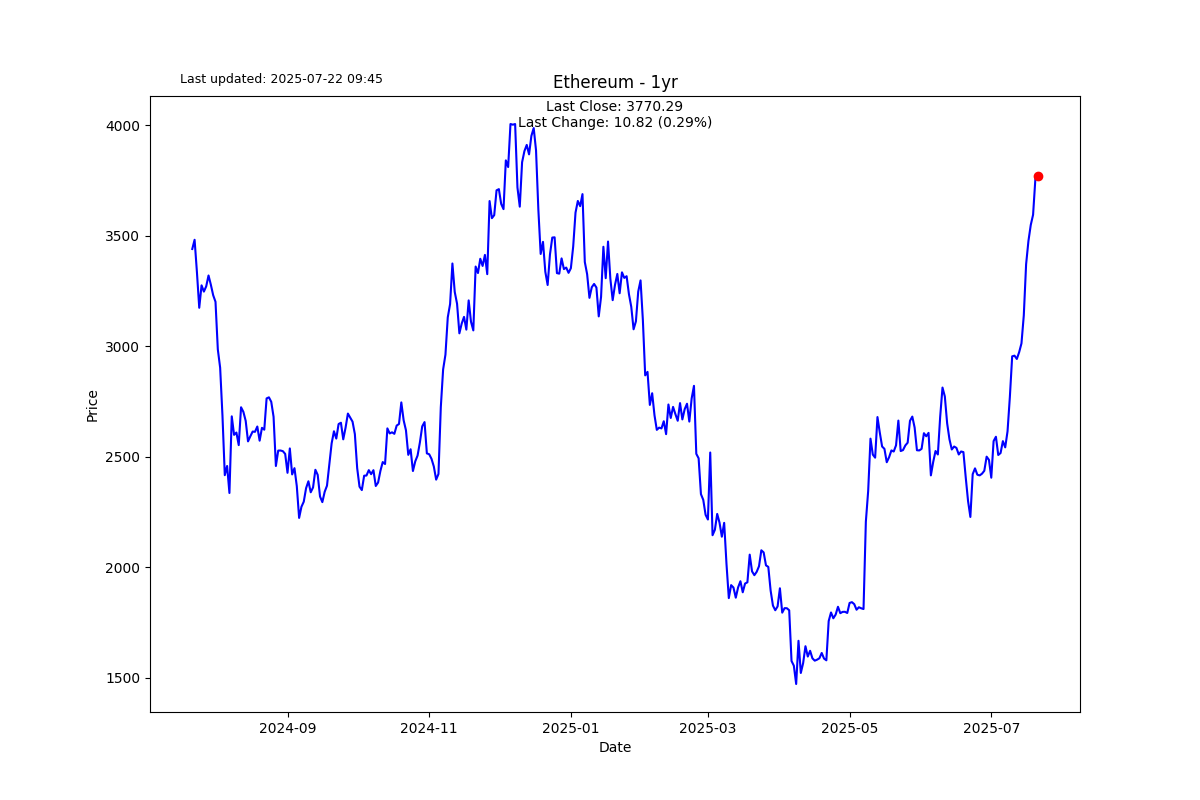 Last updated: 2025-07-22 09:45
Ethereum - 1yr
Last Close: 3770.29
Last Change: 10.82 (0.29%)
Price
4000
3500
3000
2500
2000
1500
2024-09 2024-11 2025-01 2025-03 2025-05 2025-07
Date